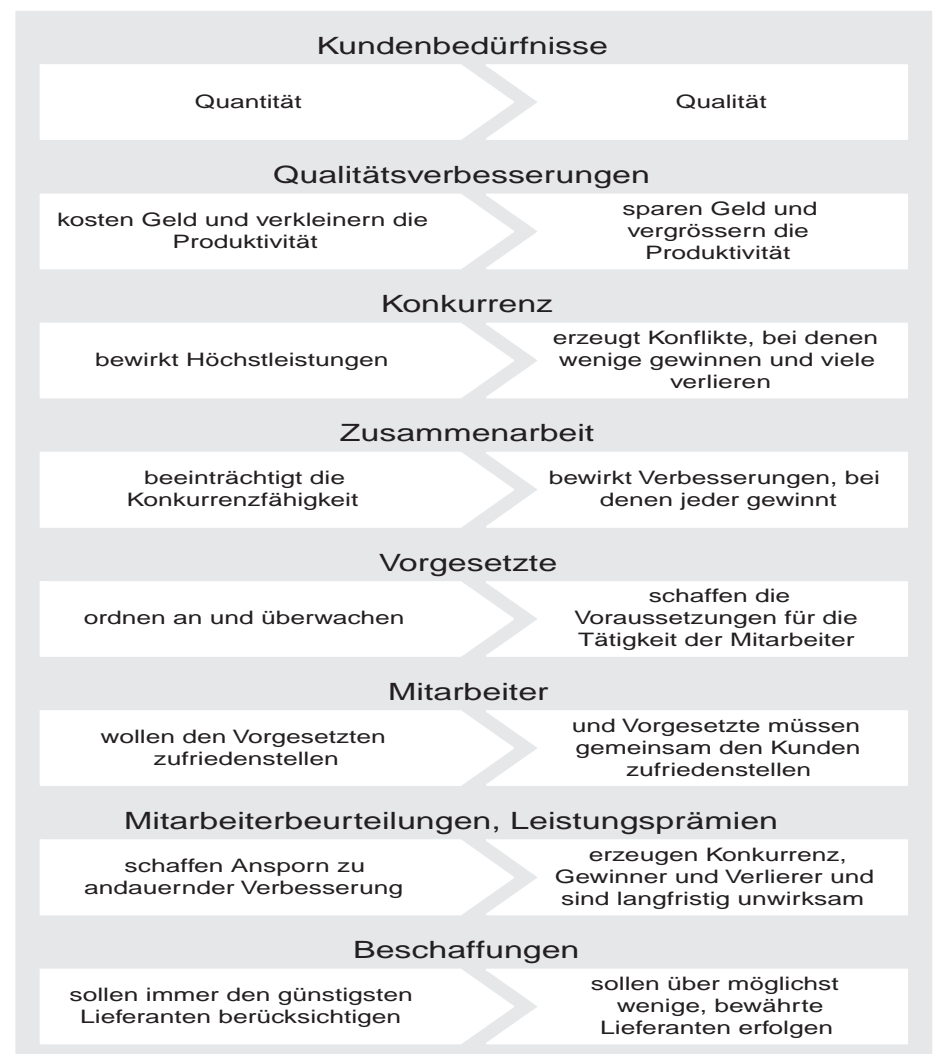 Kundenbedürfnisse
Quantität
Qualität
Qualitätsverbesserungen
kosten Geld und verkleinern die
Produktivität
sparen Geld und
vergrössern die
Produktivität
Konkurrenz
bewirkt Höchstleistungen
erzeugt Konflikte, bei denen
wenige gewinnen und viele
verlieren
Zusammenarbeit
beeinträchtigt die
Konkurrenzfähigkeit
bewirkt Verbesserungen, bei
denen jeder gewinnt
Vorgesetzte
ordnen an und überwachen
schaffen die
Voraussetzungen für die
Tätigkeit der Mitarbeiter
Mitarbeiter
wollen den Vorgesetzten
zufriedenstellen
und Vorgesetzte müssen
gemeinsam den Kunden
zufriedenstellen
Mitarbeiterbeurteilungen, Leistungsprämien
schaffen Ansporn zu
andauernder Verbesserung
erzeugen Konkurrenz,
Gewinner und Verlierer und
sind langfristig unwirksam
Beschaffungen
sollen immer den günstigsten
Lieferanten berücksichtigen
sollen über möglichst
wenige, bewährte
Lieferanten erfolgen